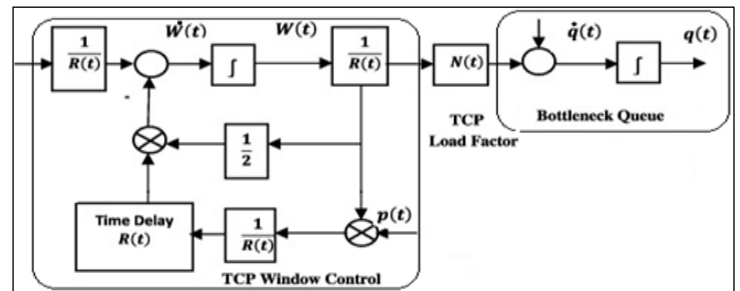 Ẇ(t)
W(t)
q̇(t)
q(t)
1
R(t)
∫
1
R(t)
N(t)
∫
-
TCP
Load Factor
Bottleneck Queue
1
2
Time Delay
R(t)
1
R(t)
p(t)
TCP Window Control